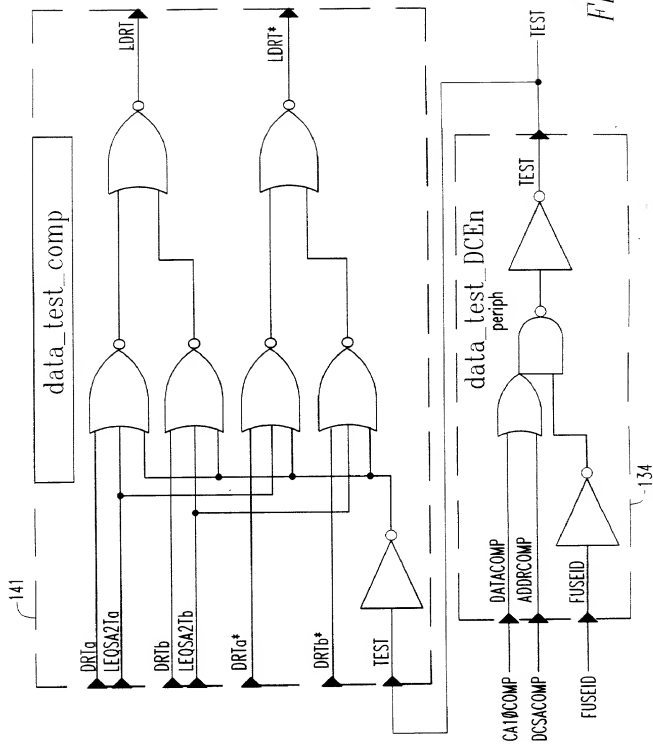 141
data_test_comp
DRTa
LEQSA2Ta
DRTb
LEQSA2Tb
DRTa*
DRTb*
TEST
LDRT
LDRT*
data_test_DCEn
periph
CA10COMP
DATACOMP
DCSACOMP
ADDRCOMP
FUSEID
FUSEID
TEST
TEST
134